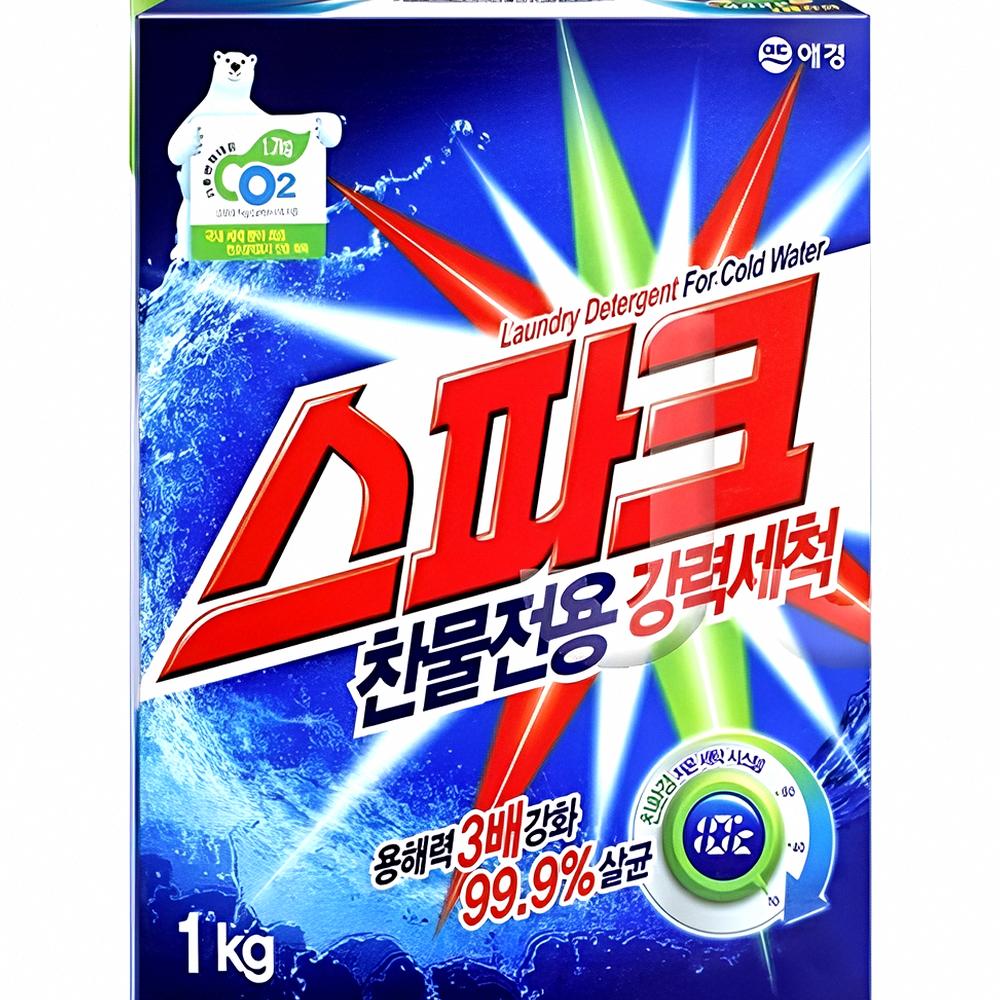 애경
CO2
Laundry Detergent For Cold Water
스파크
찬물전용 강력세척
용해력 3배 강화
99.9% 살균
1kg